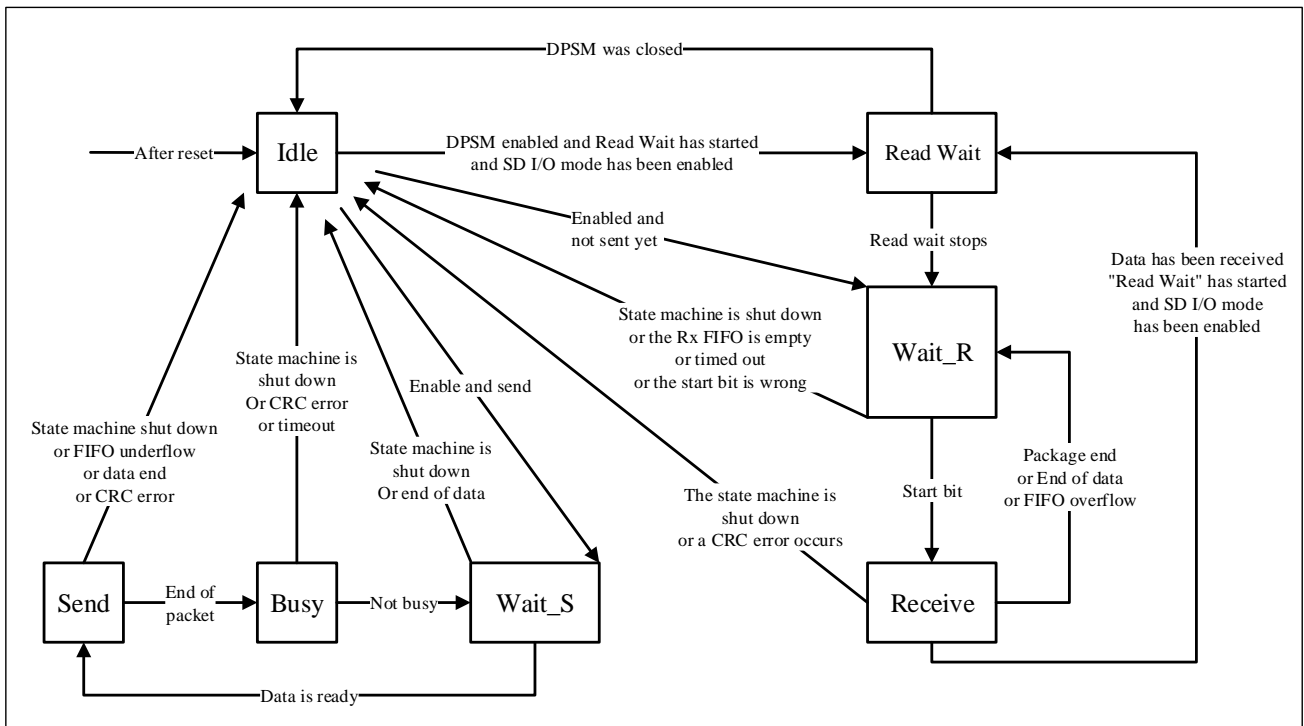 DPSM was closed
After reset
Idle
DPSM enabled and Read Wait has started
and SD I/O mode has been enabled
Read Wait
Enabled and
not sent yet
Read wait stops
Data has been received
"Read Wait" has started
and SD I/O mode
has been enabled
State machine is shut down
or the Rx FIFO is empty
or timed out
or the start bit is wrong
Wait_R
State machine is
shut down
Or CRC error
or timeout
Enable and send
State machine shut down
or FIFO underflow
or data end
or CRC error
State machine is
shut down
Or end of data
The state machine is
shut down
or a CRC error occurs
Start bit
Package end
or End of data
or FIFO overflow
Send
End of
packet
Busy
Not busy
Wait_S
Receive
Data is ready